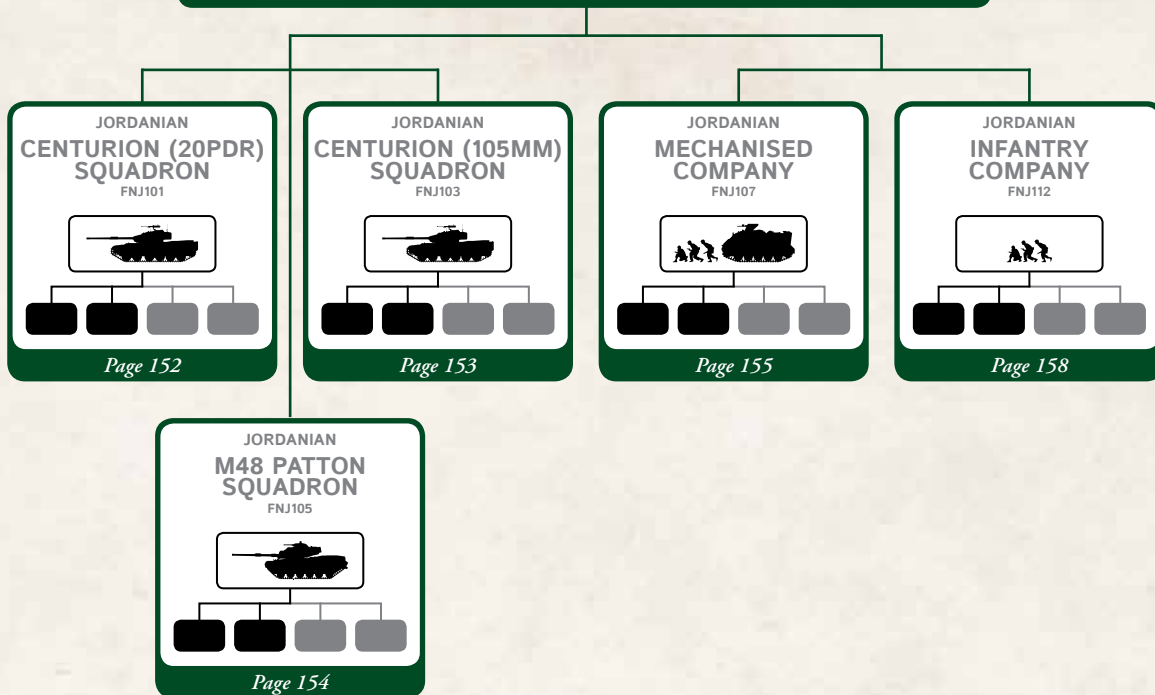 JORDANIAN
CENTURION (20PDR)
SQUADRON
FNJ101
Page 152
JORDANIAN
CENTURION (105MM)
SQUADRON
FNJ103
Page 153
JORDANIAN
MECHANISED
COMPANY
FNJ107
Page 155
JORDANIAN
INFANTRY
COMPANY
FNJ112
Page 158
JORDANIAN
M48 PATTON
SQUADRON
FNJ105
Page 154